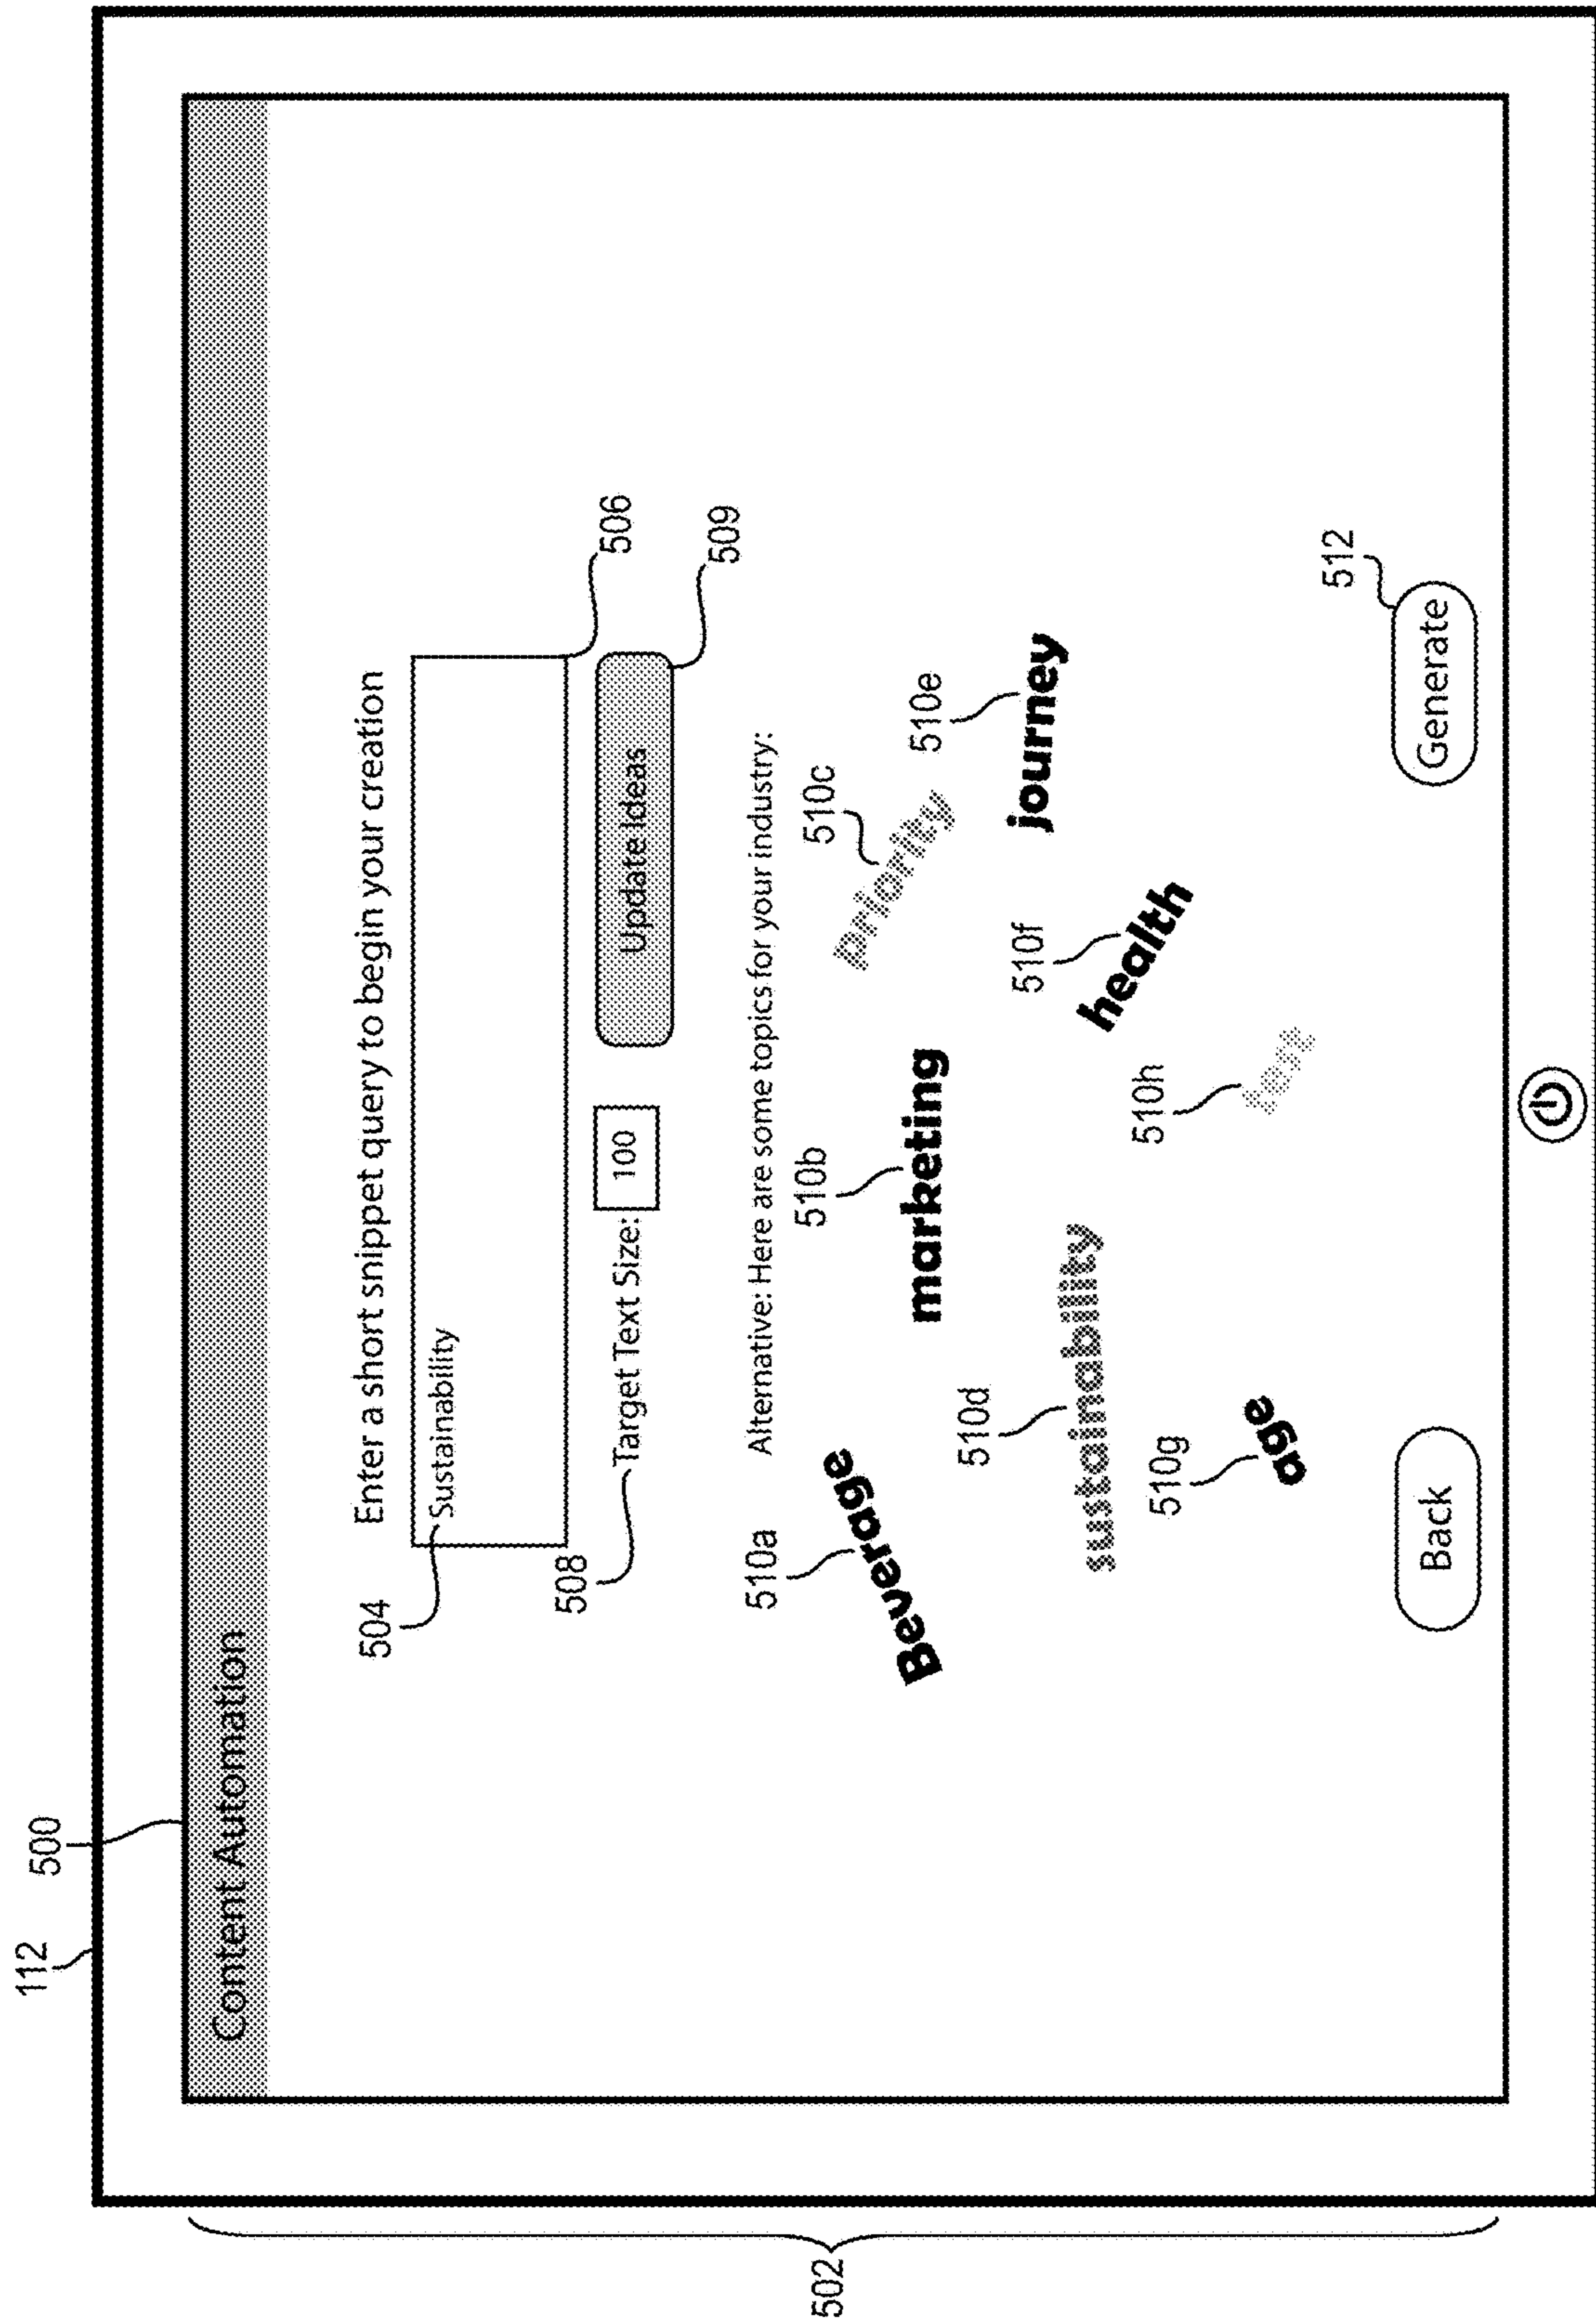 112
500
Content Automation
504
Enter a short snippet query to begin your creation
Sustainability
506
508
Target Text Size: 100
Update Ideas
509
Alternative: Here are some topics for your industry:
510a
Beverage
510b
marketing
510c
priority
510d
sustainability
510e
journey
510f
health
510g
age
510h
test
Back
Generate
512
502